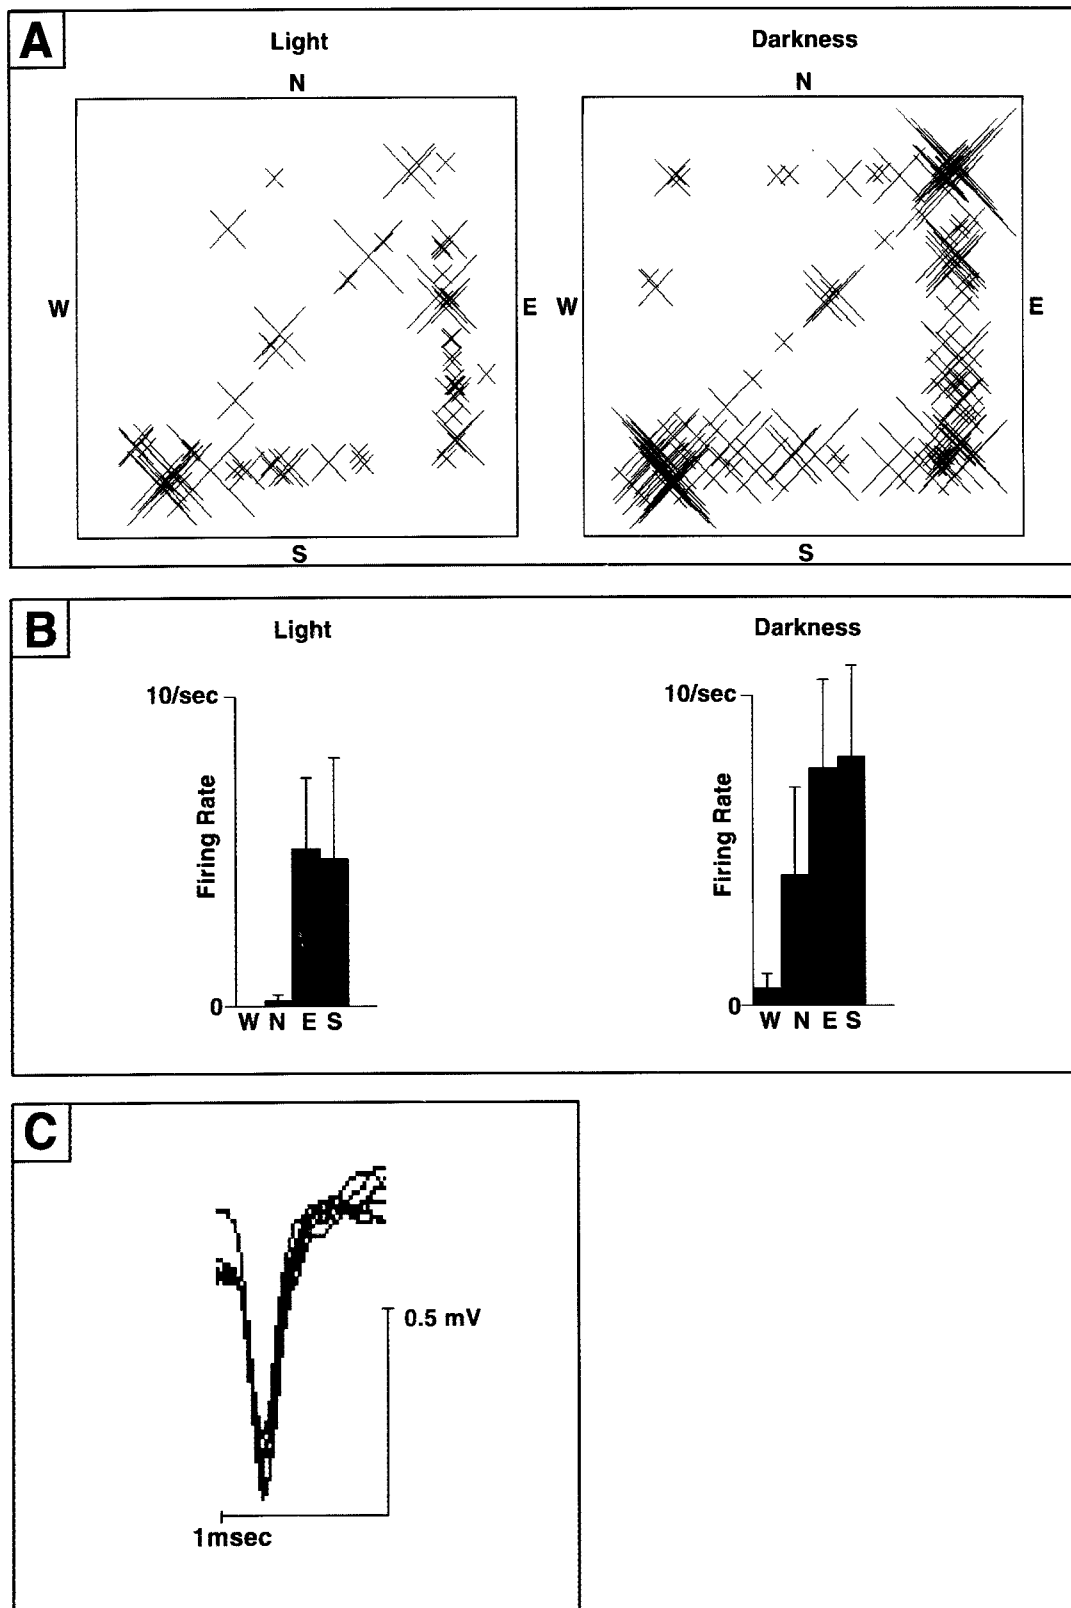 A
Light
Darkness
N
N
W
E
W
E
S
S
B
Light
Darkness
10/sec
10/sec
Firing Rate
Firing Rate
0
0
W N E S
W N E S
C
0.5 mV
1msec